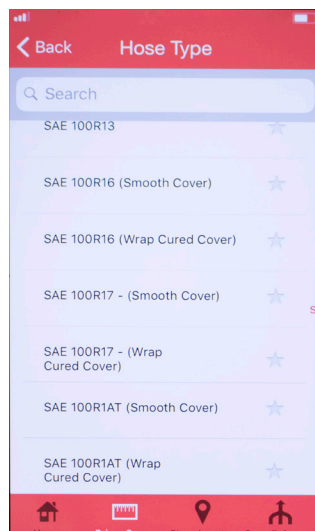 Back
Hose Type
Search
SAE 100R13
SAE 100R16 (Smooth Cover)
SAE 100R16 (Wrap Cured Cover)
SAE 100R17 - (Smooth Cover)
S
SAE 100R17 - (Wrap
Cured Cover)
SAE 100R1AT (Smooth Cover)
SAE 100R1AT (Wrap
Cured Cover)